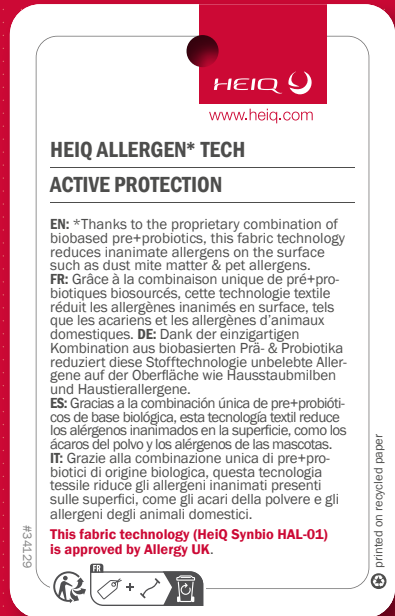 HEIQ
www.heiq.com
HEIQ ALLERGEN* TECH
ACTIVE PROTECTION
EN: *Thanks to the proprietary combination of
biobased pre+probiotics, this fabric technology
reduces inanimate allergens on the surface
such as dust mite matter & pet allergens.
FR: Grâce à la combinaison unique de pré+pro-
biotiques biosourcés, cette technologie textile
réduit les allergènes inanimés en surface, tels
que les acariens et les allergènes d'animaux
domestiques. DE: Dank der einzigartigen
Kombination aus biobasierten Prä- & Probiotika
reduziert diese Stofftechnologie unbelebte Aller-
gene auf der Oberfläche wie Hausstaubmilben
und Haustierallergene.
ES: Gracias a la combinación única de pre+probióti-
cos de base biológica, esta tecnología textil reduce
los alérgenos inanimados en la superficie, como los
ácaros del polvo y los alérgenos de las mascotas.
IT: Grazie alla combinazione unica di pre+pro-
biotici di origine biologica, questa tecnologia
tessile riduce gli allergeni inanimati presenti
sulle superfici, come gli acari della polvere e gli
allergeni degli animali domestici.
This fabric technology (HeiQ Synbio HAL-01)
is approved by Allergy UK.
#34129
printed on recycled paper
FR
+